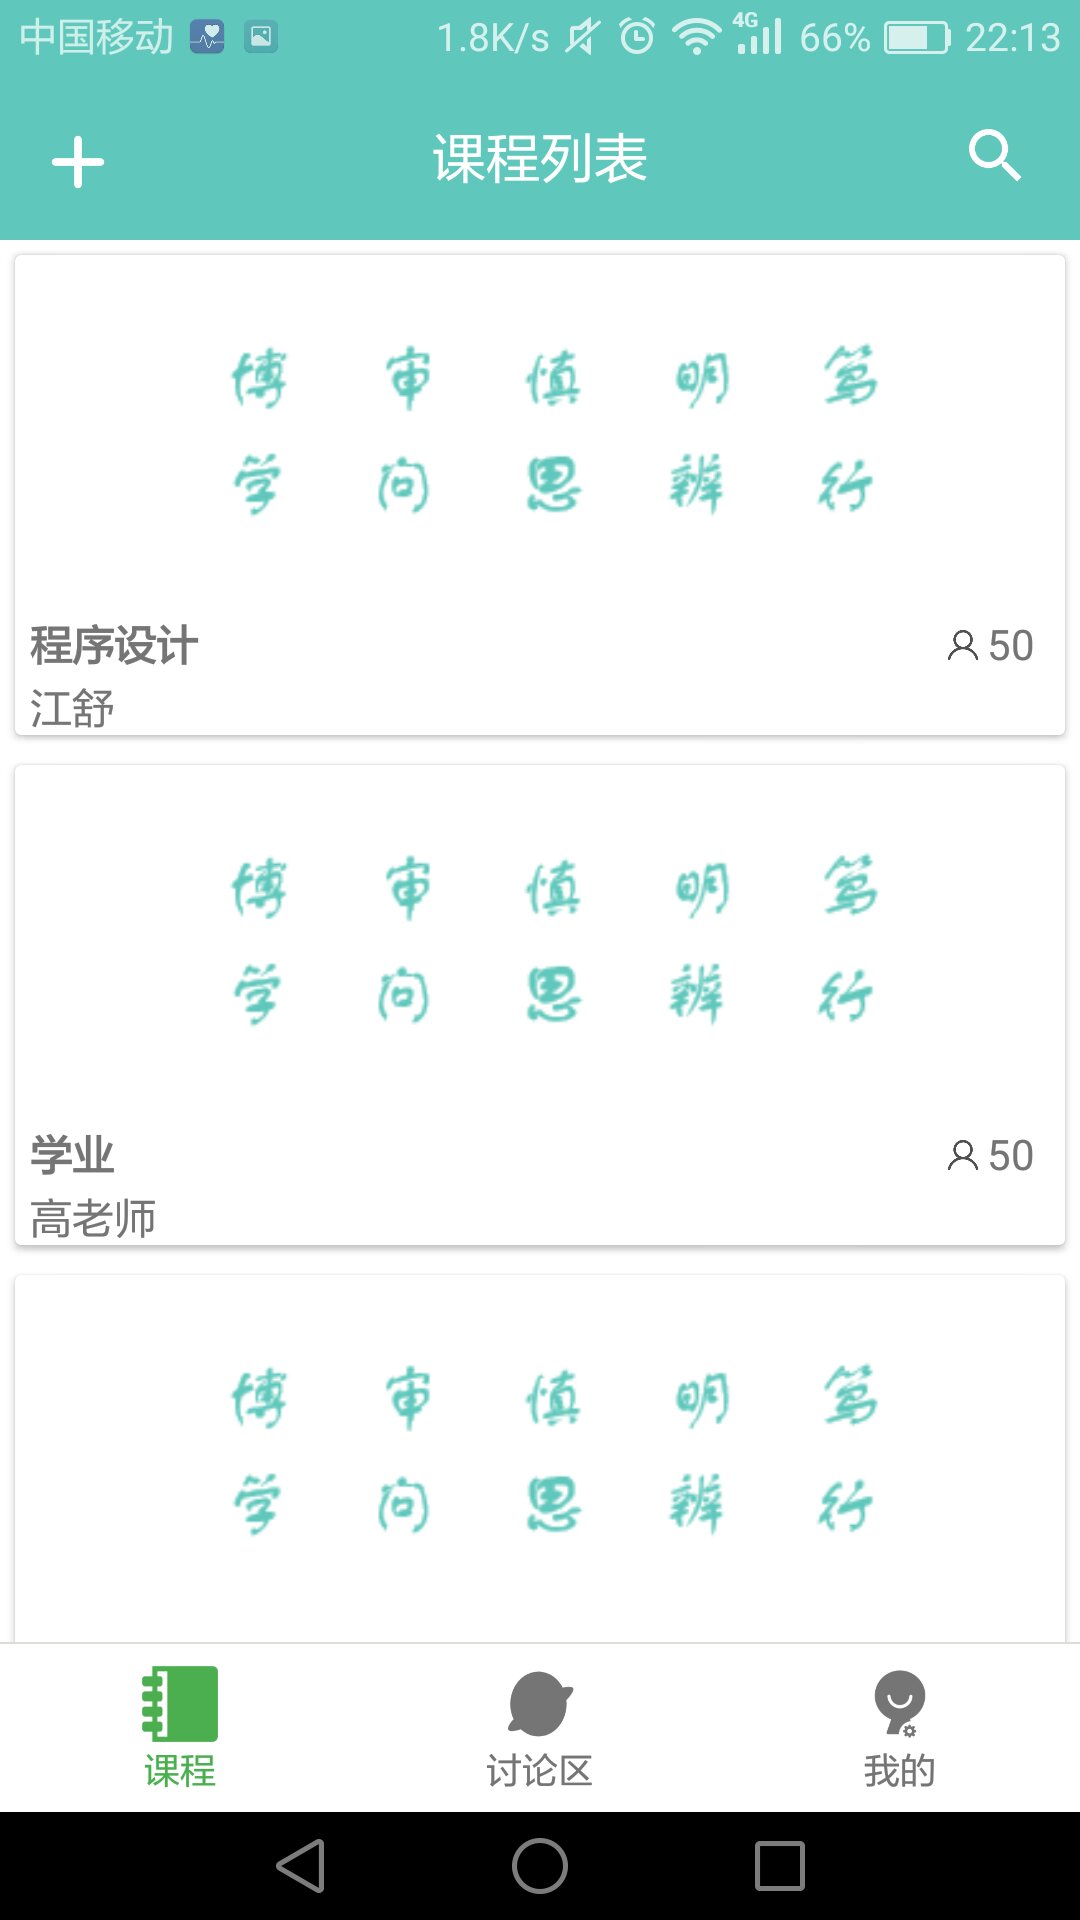 中国移动 1.8K/s 4G 66% 22:13
课程列表
博 审 慎 明 笃
学 问 思 辨 行
程序设计 50
江舒
博 审 慎 明 笃
学 问 思 辨 行
学业 50
高老师
博 审 慎 明 笃
学 问 思 辨 行
课程 讨论区 我的